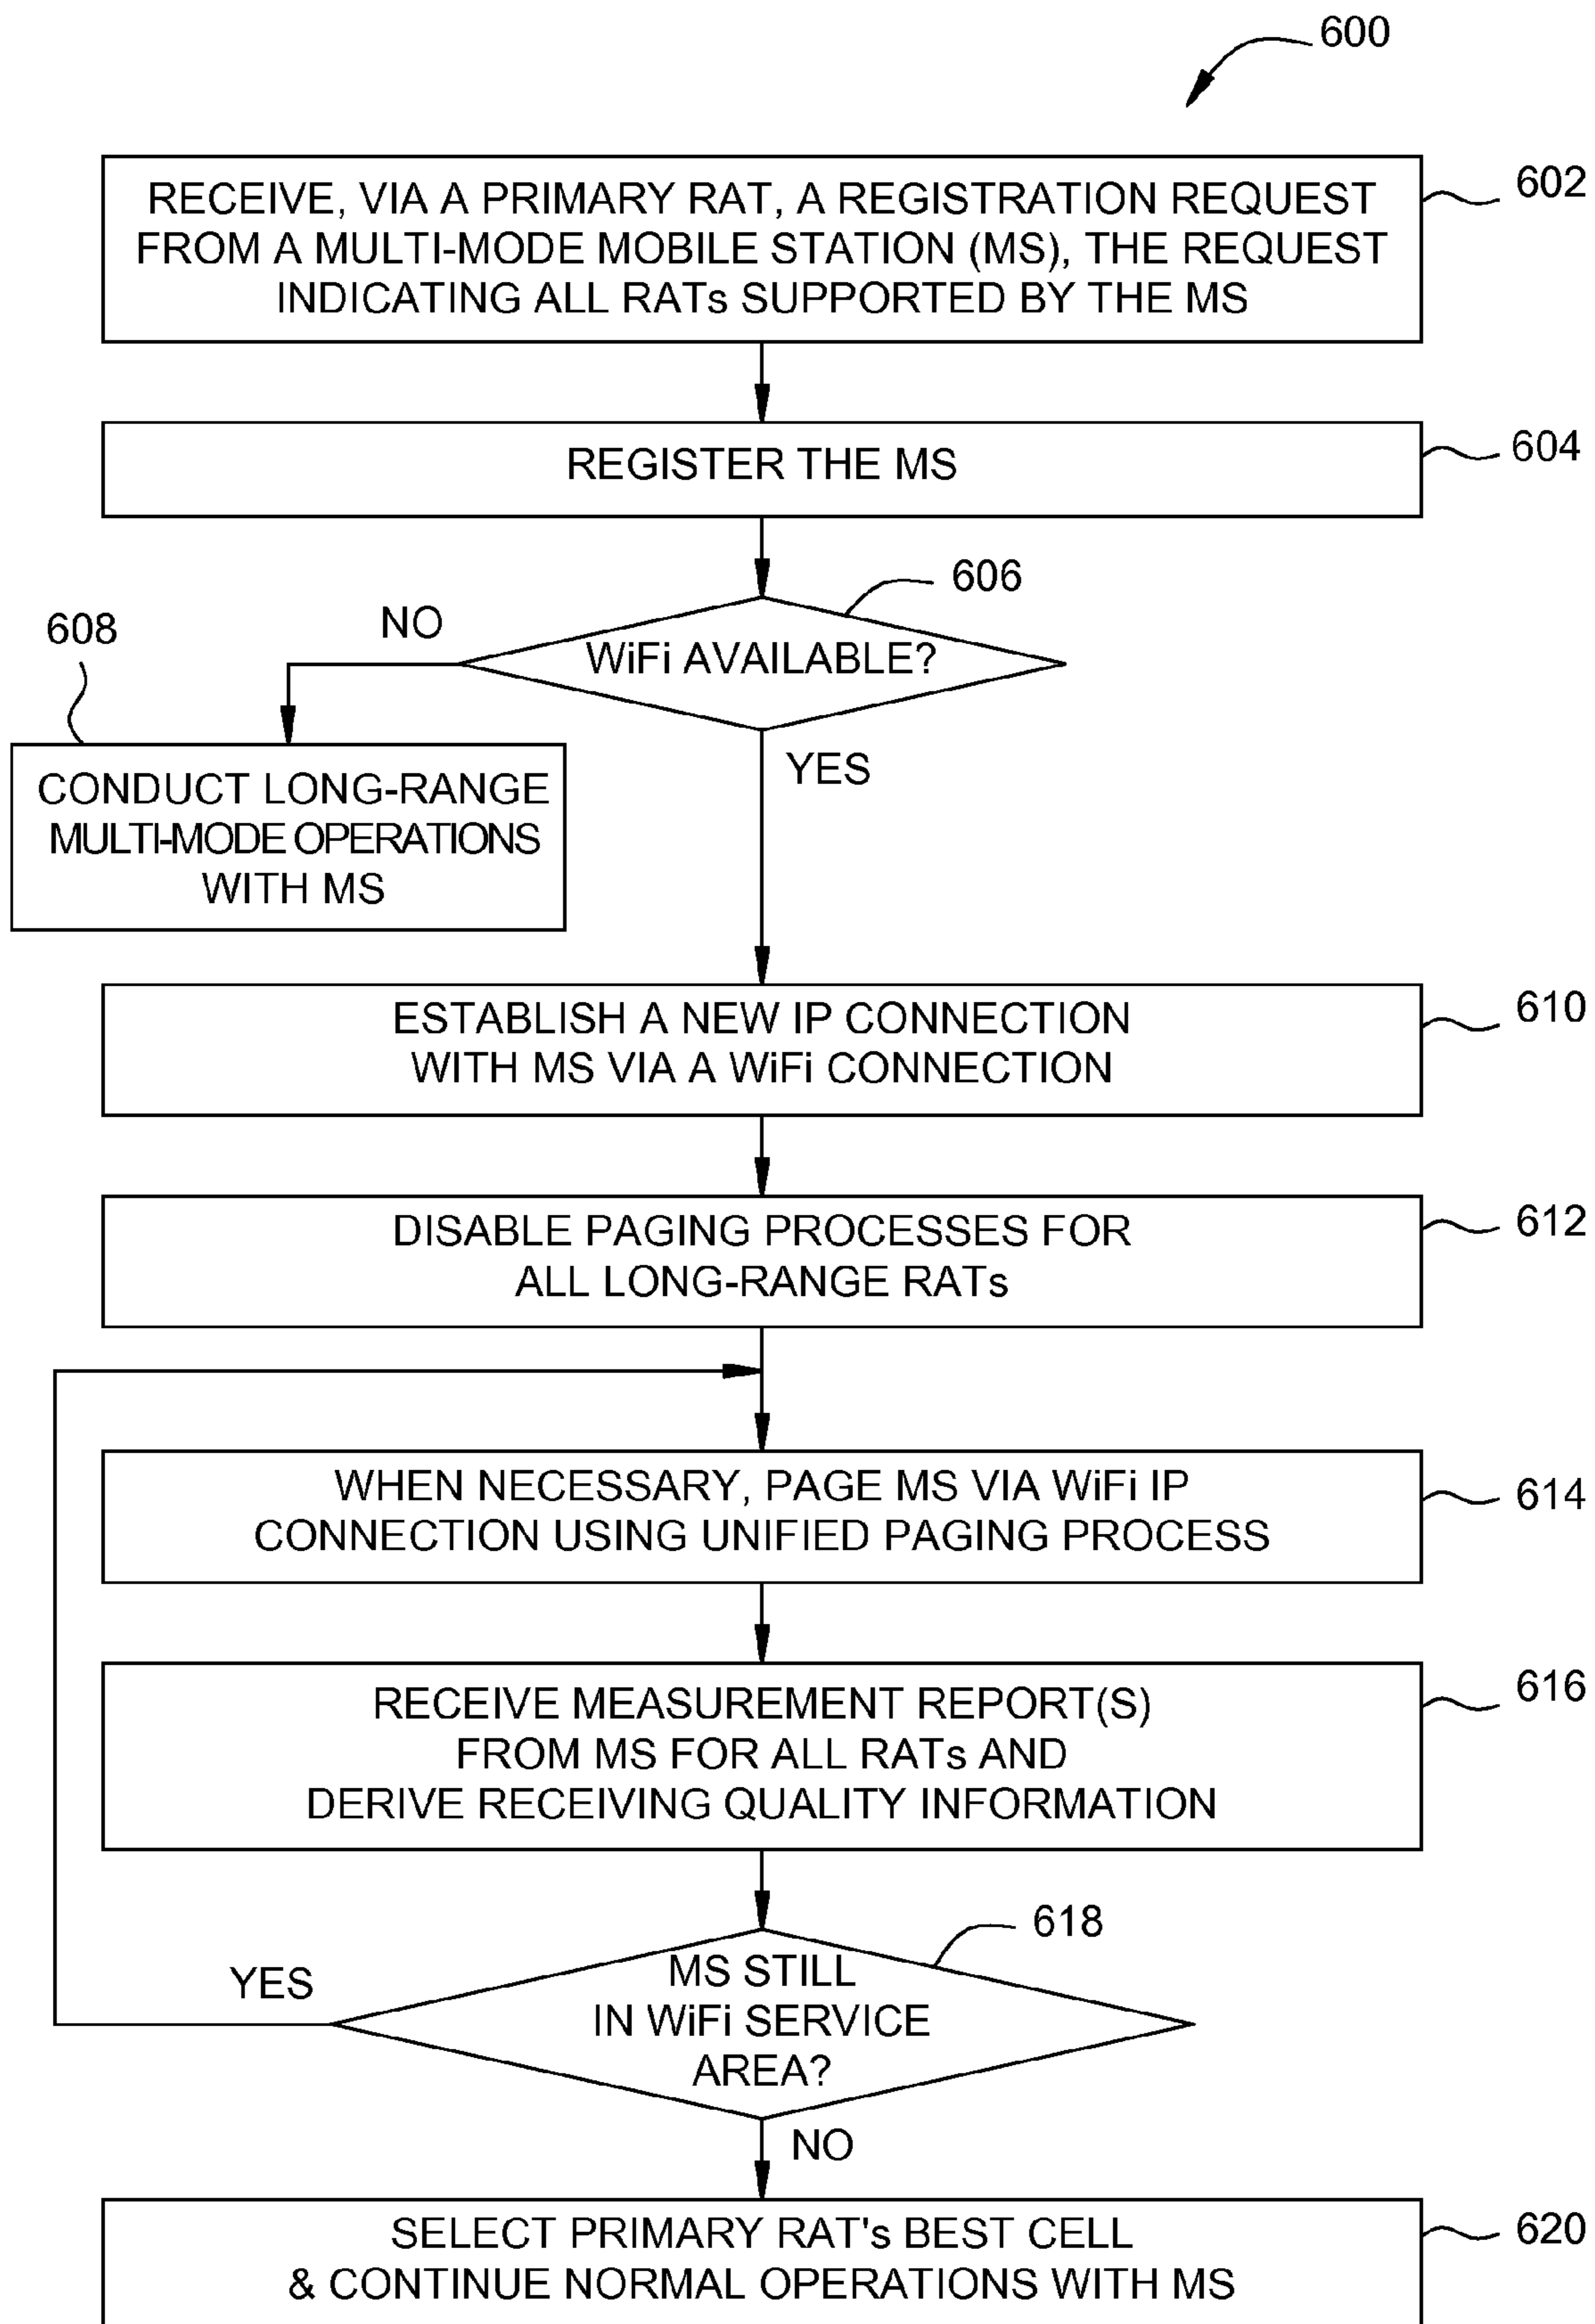 600
RECEIVE, VIA A PRIMARY RAT, A REGISTRATION REQUEST
FROM A MULTI-MODE MOBILE STATION (MS), THE REQUEST
INDICATING ALL RATs SUPPORTED BY THE MS
602
REGISTER THE MS
604
606
WiFi AVAILABLE?
NO
608
CONDUCT LONG-RANGE
MULTI-MODE OPERATIONS
WITH MS
YES
ESTABLISH A NEW IP CONNECTION
WITH MS VIA A WiFi CONNECTION
610
DISABLE PAGING PROCESSES FOR
ALL LONG-RANGE RATs
612
WHEN NECESSARY, PAGE MS VIA WiFi IP
CONNECTION USING UNIFIED PAGING PROCESS
614
RECEIVE MEASUREMENT REPORT(S)
FROM MS FOR ALL RATs AND
DERIVE RECEIVING QUALITY INFORMATION
616
618
YES
MS STILL
IN WiFi SERVICE
AREA?
NO
SELECT PRIMARY RAT's BEST CELL
& CONTINUE NORMAL OPERATIONS WITH MS
620